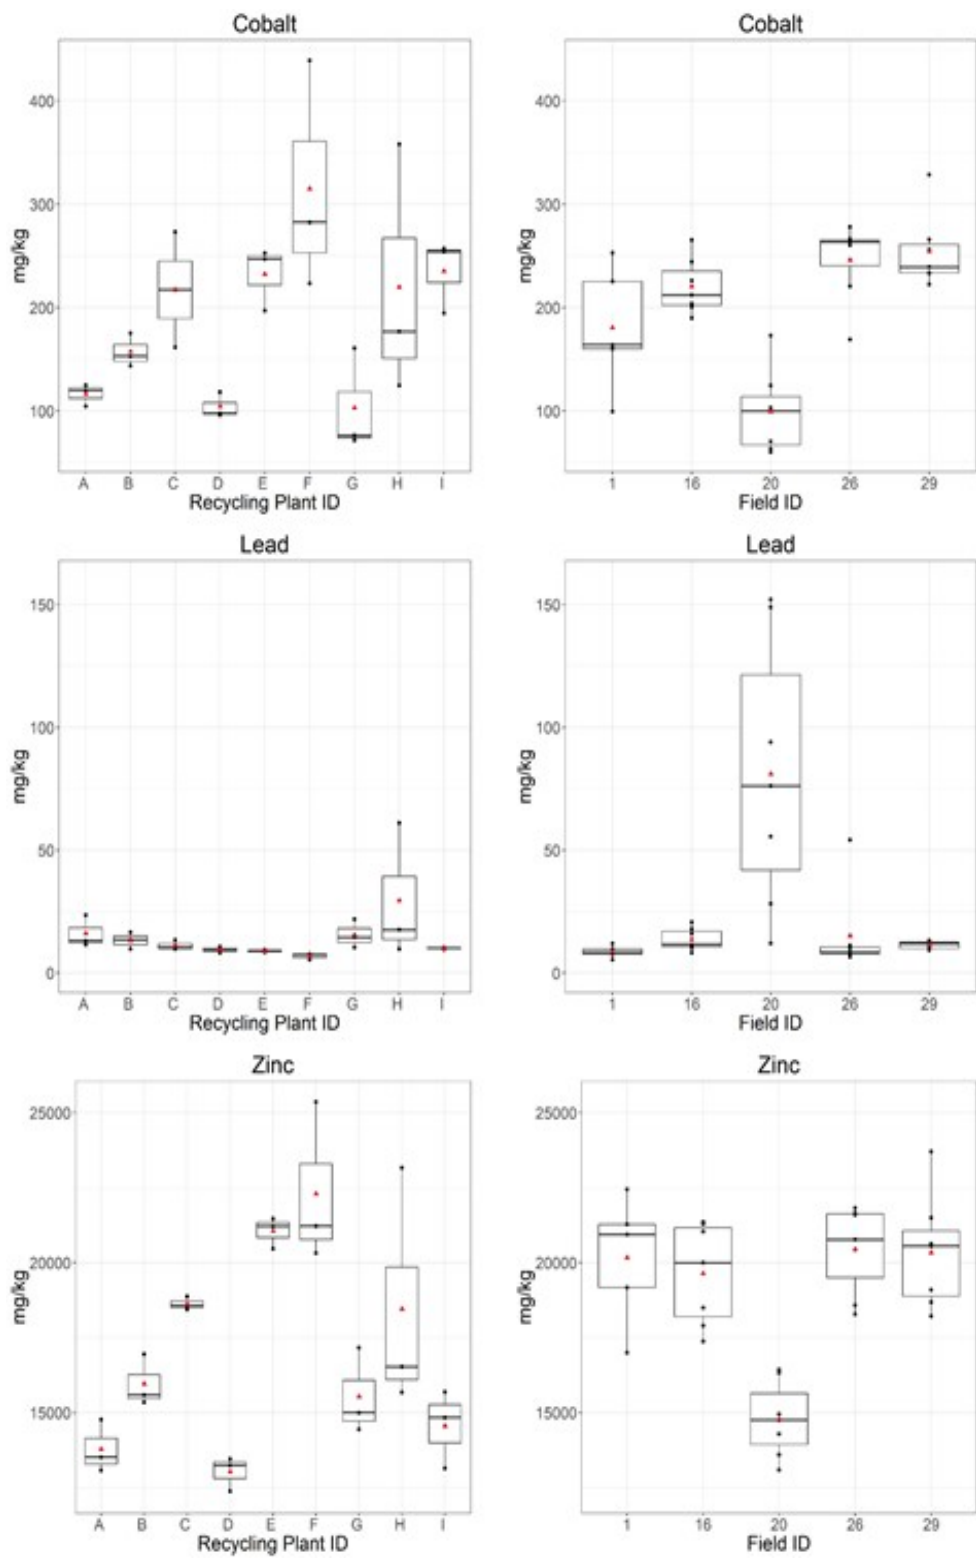 Cobalt
mg/kg
400
300
200
100
A B C D E F G H I
Recycling Plant ID
Cobalt
mg/kg
400
300
200
100
1 16 20 26 29
Field ID
Lead
mg/kg
150
100
50
0
A B C D E F G H I
Recycling Plant ID
Lead
mg/kg
150
100
50
0
1 16 20 26 29
Field ID
Zinc
mg/kg
25000
20000
15000
A B C D E F G H I
Recycling Plant ID
Zinc
mg/kg
25000
20000
15000
1 16 20 26 29
Field ID